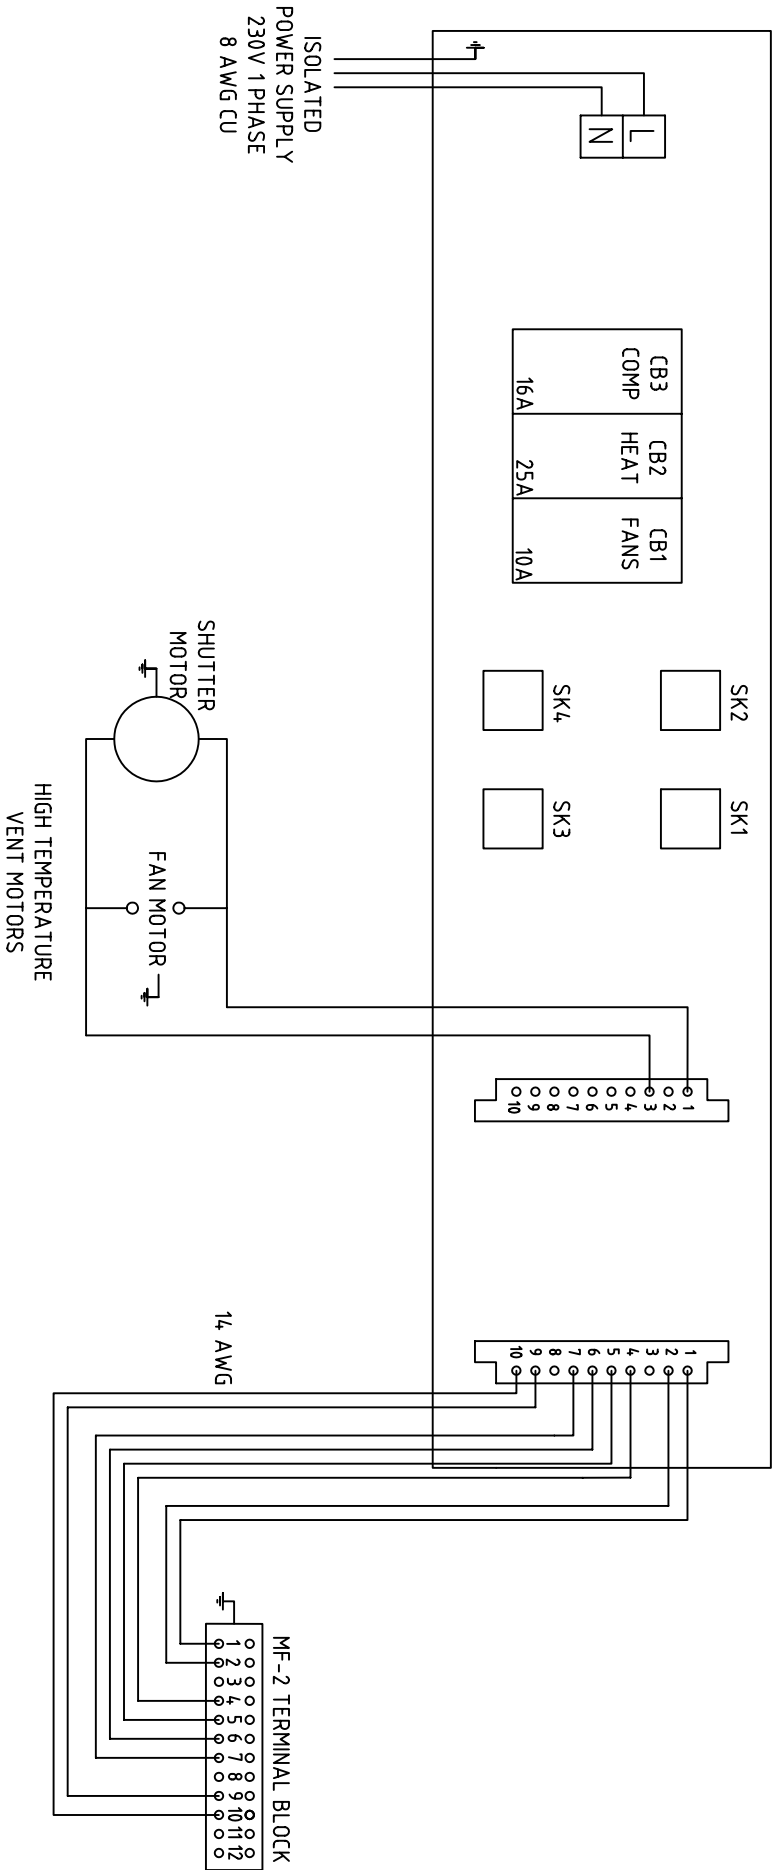 ISOLATED
POWER SUPPLY
230V 1 PHASE
8 AWG CU
L
N
CB3
COMP
16A
CB2
HEAT
25A
CB1
FANS
10A
SK2
SK1
SK4
SK3
SHUTTER
MOTOR
FAN MOTOR
HIGH TEMPERATURE
VENT MOTORS
1
2
3
4
5
6
7
8
9
10
1
2
3
4
5
6
7
8
9
10
14 AWG
MF-2 TERMINAL BLOCK
1 2 3 4 5 6 7 8 9 10 11 12